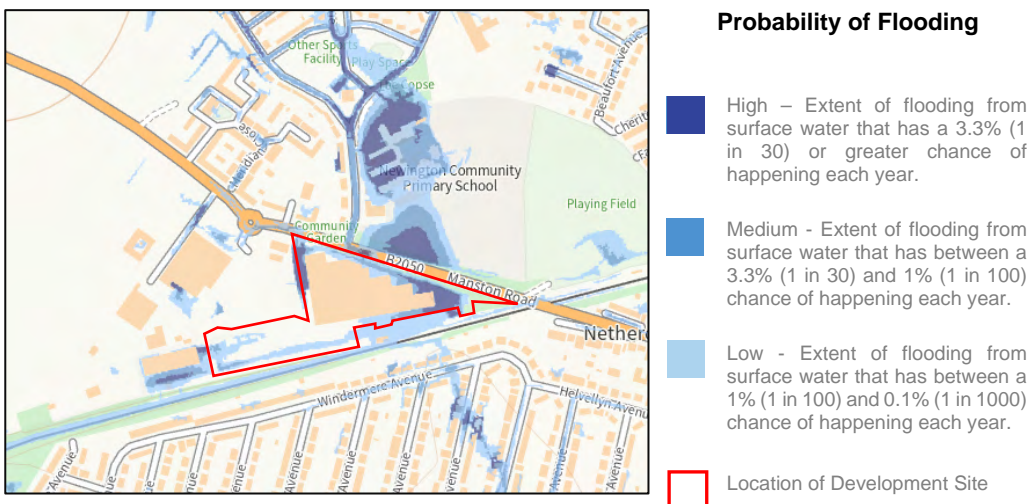 Probability of Flooding
High – Extent of flooding from
surface water that has a 3.3% (1
in 30) or greater chance of
happening each year.
Medium - Extent of flooding from
surface water that has between a
3.3% (1 in 30) and 1% (1 in 100)
chance of happening each year.
Low - Extent of flooding from
surface water that has between a
1% (1 in 100) and 0.1% (1 in 1000)
chance of happening each year.
Location of Development Site
Other Sports
Facility
Play Space
Copse
Beaufort Avenue
Meridian
Close
Newington Community
Primary School
Playing Field
Community
Garden
B2050
Manston Road
Windermere Avenue
Helvellyn Avenu
Avenue
Avenue
Avenue
Avenue
Avenue
Avenue